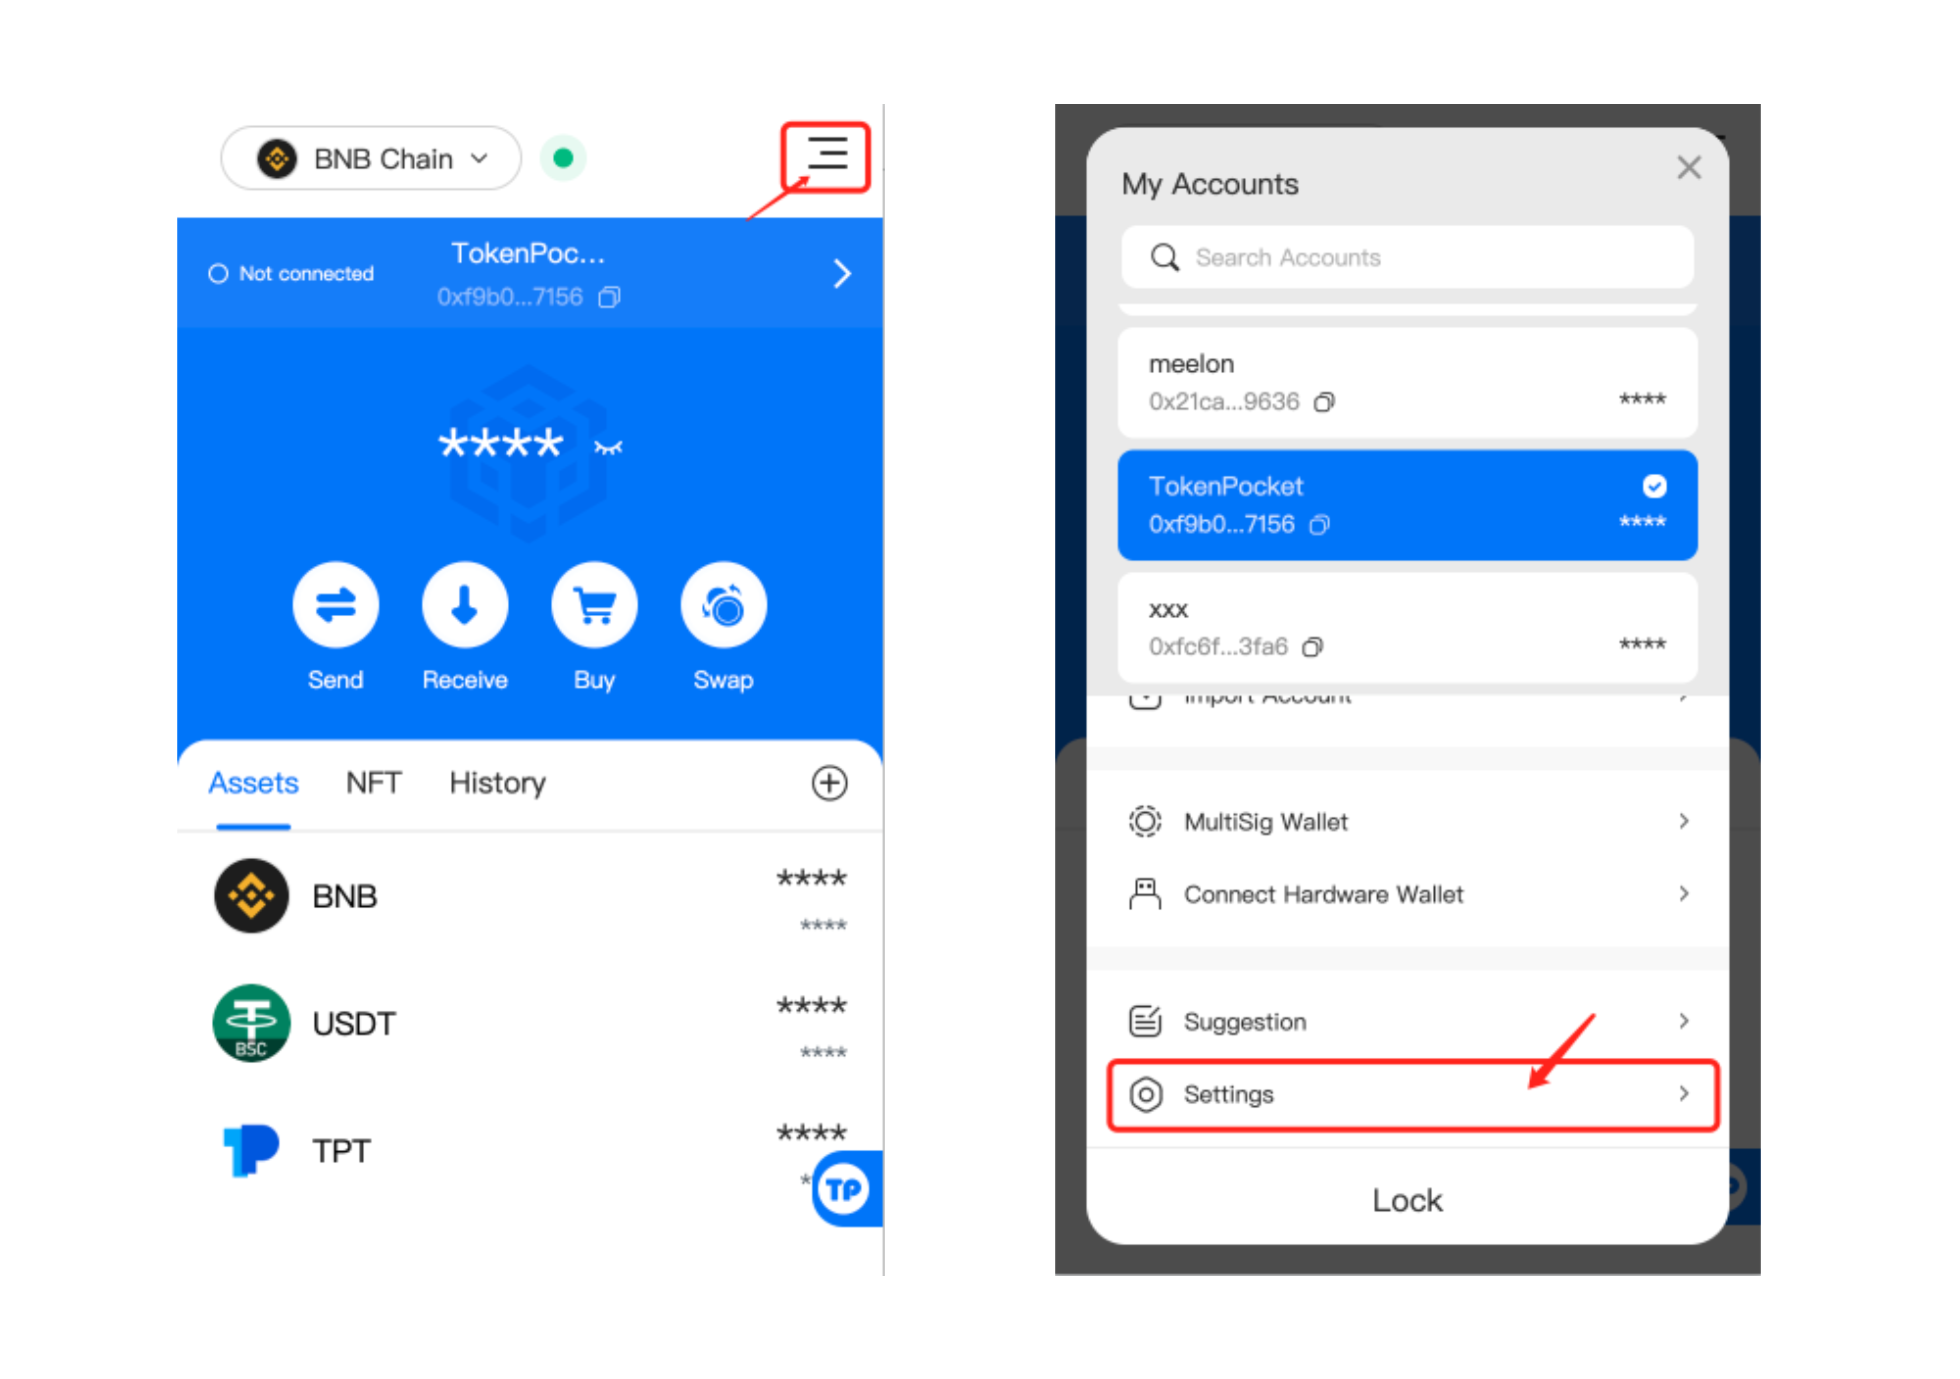 BNB Chain
Not connected
TokenPoc...
0xf9b0...7156
****
Send
Receive
Buy
Swap
Assets
NFT
History
BNB
****
****
BSC
USDT
****
****
TPT
****
*
TP
My Accounts
Search Accounts
meelon
0x21ca...9636
****
TokenPocket
0xf9b0...7156
****
xxx
0xfc6f...3fa6
****
Import Account
MultiSig Wallet
Connect Hardware Wallet
Suggestion
Settings
Lock